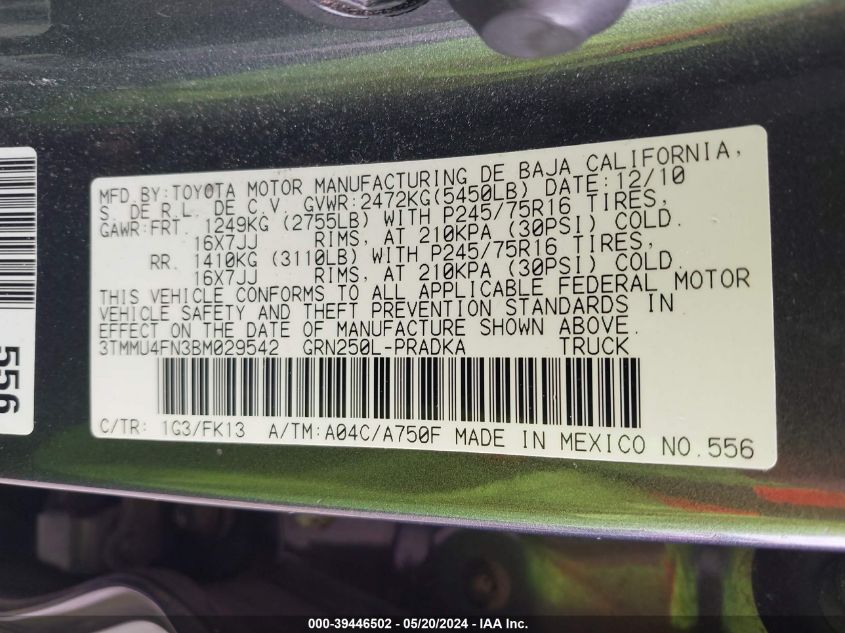 MFD.BY:TOYOTA MOTOR MANUFACTURING DE BAJA CALIFORNIA,
S. DE R.L. DE C.V. GVWR:2472KG(5450LB) DATE:12/10
GAWR:FRT. 1249KG (2755LB) WITH P245/75R16 TIRES,
16X7JJ RIMS, AT 210KPA (30PSI) COLD.
RR. 1410KG (3110LB) WITH P245/75R16 TIRES,
16X7JJ RIMS, AT 210KPA (30PSI) COLD.
THIS VEHICLE CONFORMS TO ALL APPLICABLE FEDERAL MOTOR
VEHICLE SAFETY AND THEFT PREVENTION STANDARDS IN
EFFECT ON THE DATE OF MANUFACTURE SHOWN ABOVE.
3TMMU4FN3BM029542 GRN250L-PRADKA TRUCK
C/TR: 1G3/FK13 A/TM:A04C/A750F MADE IN MEXICO NO.556
556
000-39446502 - 05/20/2024 - IAA Inc.